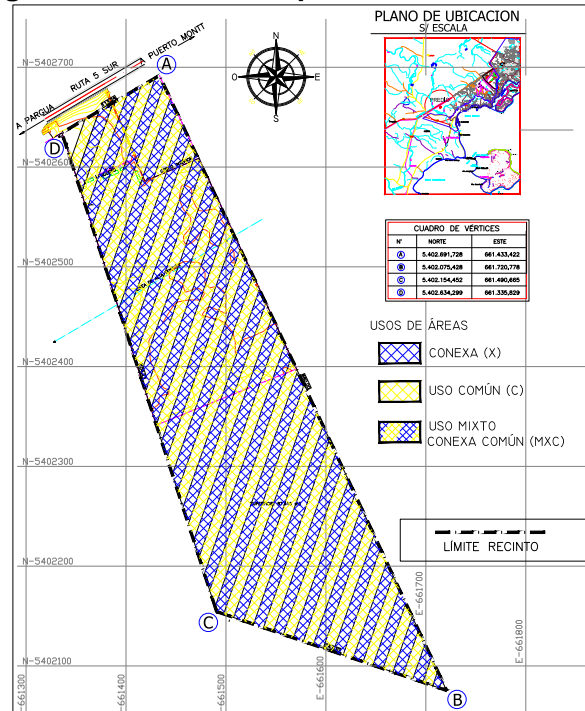 PLANO DE UBICACION
S/ ESCALA
A PUERTO MONTT
RUTA 5 SUR
A PARGUA
N
O
E
S
A
D
C
B
N-5402700
N-5402600
N-5402500
N-5402400
N-5402300
N-5402200
N-5402100
CUADRO DE VÉRTICES
N° NORTE ESTE
A 5.402.691,728 661.433,422
B 5.402.075,428 661.720,778
C 5.402.154,452 661.490,665
D 5.402.634,299 661.335,829
USOS DE ÁREAS
CONEXA (X)
USO COMÚN (C)
USO MIXTO
CONEXA COMÚN (MXC)
LÍMITE RECINTO
-661300
-661400
-661500
E-661600
E-661700
E-661800